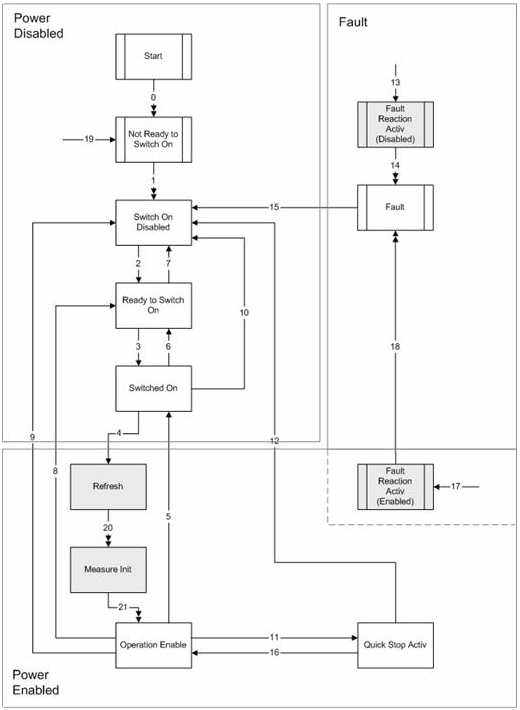 Power
Disabled
Fault
Start
0
13
Fault
Reaction
Activ
(Disabled)
19
Not Ready to
Switch On
14
1
Fault
15
Switch On
Disabled
2
7
Ready to Switch
On
10
3
6
18
Switched On
4
9
12
8
Refresh
Fault
Reaction
Activ
(Enabled)
17
5
20
Measure Init
21
Operation Enable
11
16
Quick Stop Activ
Power
Enabled